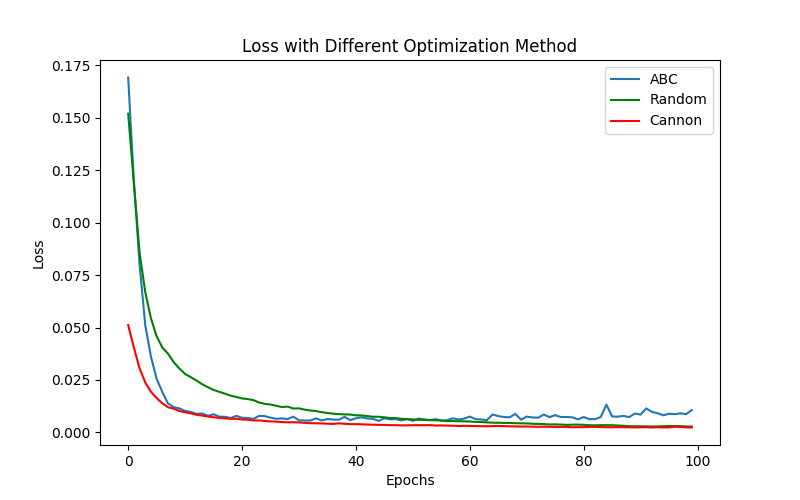 Loss with Different Optimization Method
0.175
0.150
0.125
0.100
0.075
0.050
0.025
0.000
Loss
ABC
Random
Cannon
0
20
40
60
80
100
Epochs